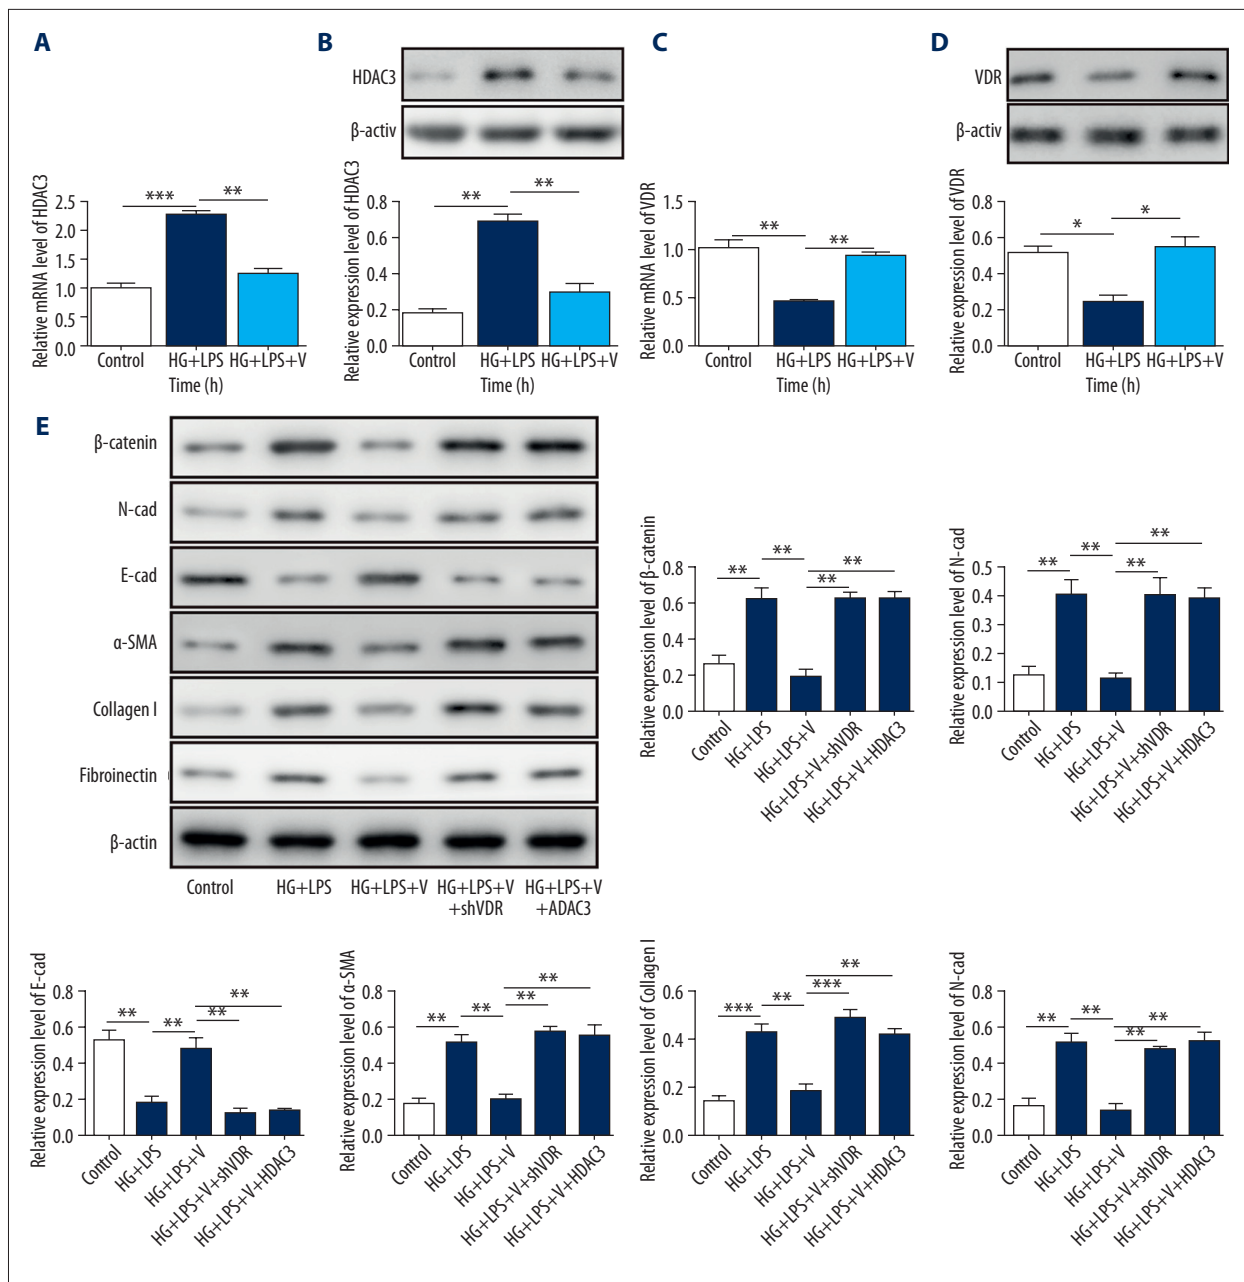 A
B
C
D
HDAC3
β-activ
VDR
β-activ
Relative mRNA level of HDAC3
2.5
2.0
1.5
1.0
0.5
0.0
***
**
Control
HG+LPS
HG+LPS+V
Time (h)
Relative expression level of HDAC3
0.8
0.6
0.4
0.2
0.0
**
**
Control
HG+LPS
HG+LPS+V
Time (h)
Relative mRNA level of VDR
1.5
1.0
0.5
0.0
**
**
Control
HG+LPS
HG+LPS+V
Time (h)
Relative expression level of VDR
0.8
0.6
0.4
0.2
0.0
*
*
Control
HG+LPS
HG+LPS+V
Time (h)
E
β-catenin
N-cad
E-cad
α-SMA
Collagen I
Fibroinectin
β-actin
Control
HG+LPS
HG+LPS+V
HG+LPS+V
+shVDR
HG+LPS+V
+ADAC3
Relative expression level of β-catenin
0.8
0.6
0.4
0.2
0.0
**
**
**
**
Control
HG+LPS
HG+LPS+V
HG+LPS+V+shVDR
HG+LPS+V+HDAC3
Relative expression level of N-cad
0.5
0.4
0.3
0.2
0.1
0.0
**
**
**
**
Control
HG+LPS
HG+LPS+V
HG+LPS+V+shVDR
HG+LPS+V+HDAC3
Relative expression level of E-cad
0.8
0.6
0.4
0.2
0.0
**
**
**
**
Control
HG+LPS
HG+LPS+V
HG+LPS+V+shVDR
HG+LPS+V+HDAC3
Relative expression level of α-SMA
0.8
0.6
0.4
0.2
0.0
**
**
**
**
Control
HG+LPS
HG+LPS+V
HG+LPS+V+shVDR
HG+LPS+V+HDAC3
Relative expression level of Collagen I
0.6
0.4
0.2
0.0
***
**
***
**
Control
HG+LPS
HG+LPS+V
HG+LPS+V+shVDR
HG+LPS+V+HDAC3
Relative expression level of N-cad
0.8
0.6
0.4
0.2
0.0
**
**
**
**
Control
HG+LPS
HG+LPS+V
HG+LPS+V+shVDR
HG+LPS+V+HDAC3